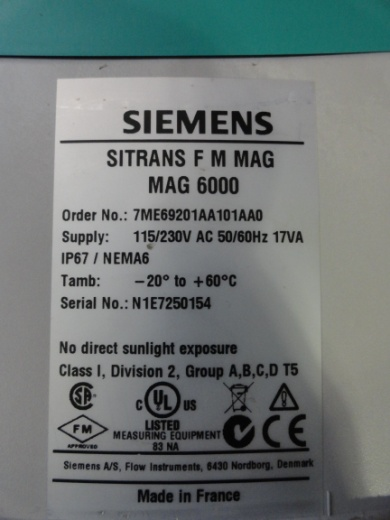 SIEMENS
SITRANS F M MAG
MAG 6000
Order No.: 7ME69201AA101AA0
Supply: 115/230V AC 50/60Hz 17VA
IP67 / NEMA6
Tamb: −20° to +60°C
Serial No.: N1E7250154
No direct sunlight exposure
Class I, Division 2, Group A,B,C,D T5
SA
C UL US
FM
APPROVED
LISTED
MEASURING EQUIPMENT
83 NA
CE
Siemens A/S, Flow Instruments, 6430 Nordborg, Denmark
Made in France